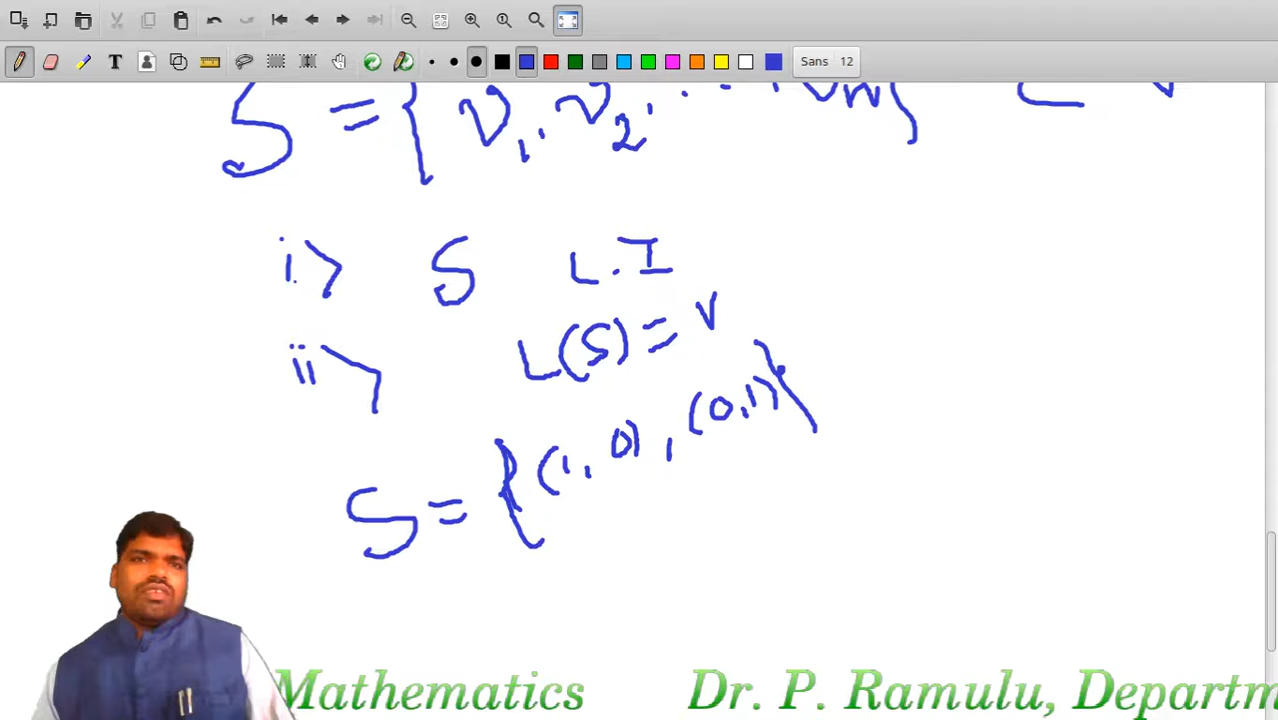 Sans 12
S = { v₁, v₂, .... vₙ} ⊂ V
i> S L.I
ii> L(S) = V
S = {(1, 0), (0,1)}
Mathematics Dr. P. Ramulu, Departm